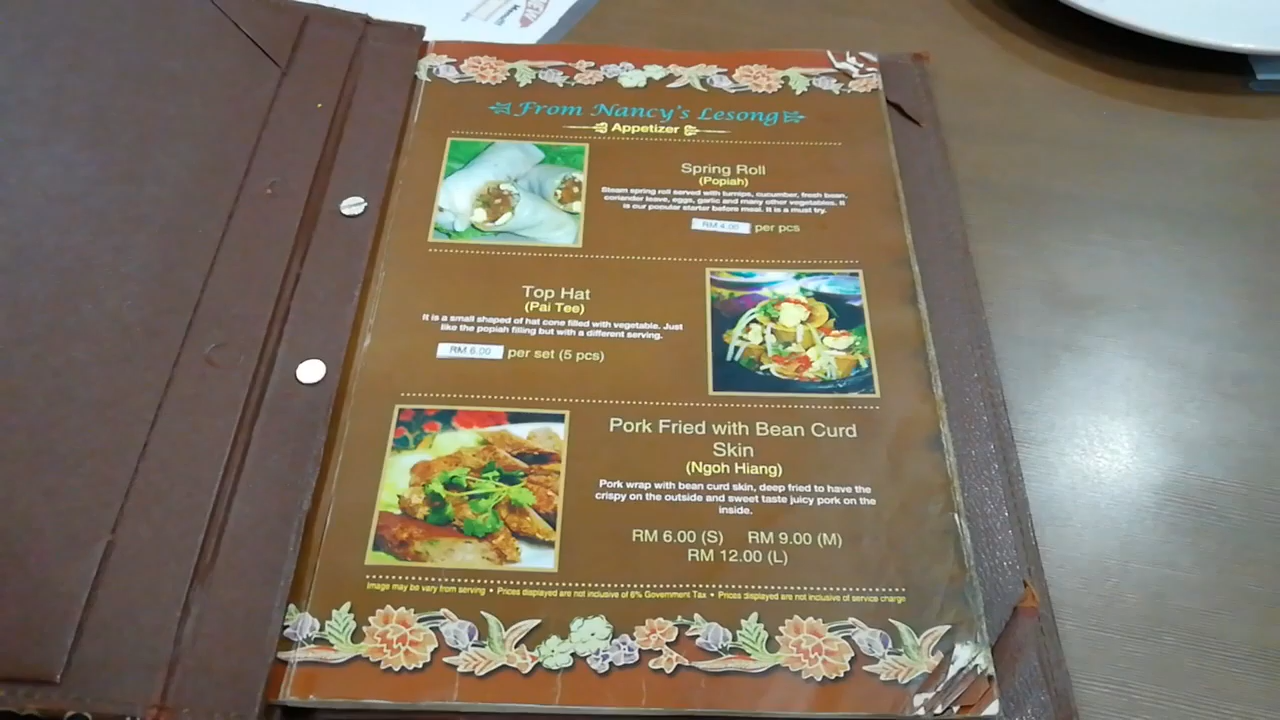 NEW
From Nancy's Lesong
Appetizer
Spring Roll
(Popiah)
Steam spring roll served with turnips, cucumber, fresh bean,
coriander leave, eggs, garlic and many other vegetables. It
is our popular starter before meal. It is a must try.
RM 4.00 per pcs
Top Hat
(Pai Tee)
It is a small shaped of hat cone filled with vegetable. Just
like the popiah filling but with a different serving.
RM 6.00 per set (5 pcs)
Pork Fried with Bean Curd
Skin
(Ngoh Hiang)
Pork wrap with bean curd skin, deep fried to have the
crispy on the outside and sweet taste juicy pork on the
inside.
RM 6.00 (S) RM 9.00 (M)
RM 12.00 (L)
Image may be vary from serving • Prices displayed are not inclusive of 6% Government Tax • Prices displayed are not inclusive of service charge